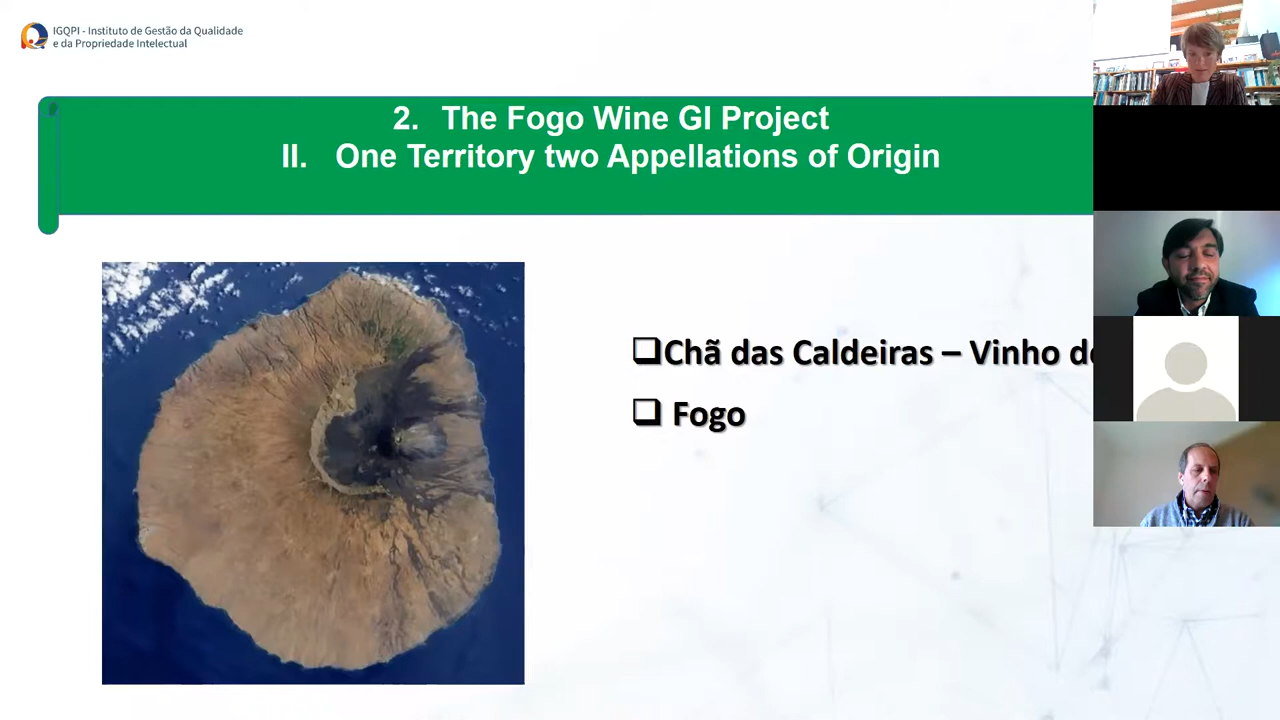 IGQPI - Instituto de Gestão da Qualidade
e da Propriedade Intelectual
2. The Fogo Wine GI Project
II. One Territory two Appellations of Origin
Chã das Caldeiras – Vinho
Fogo